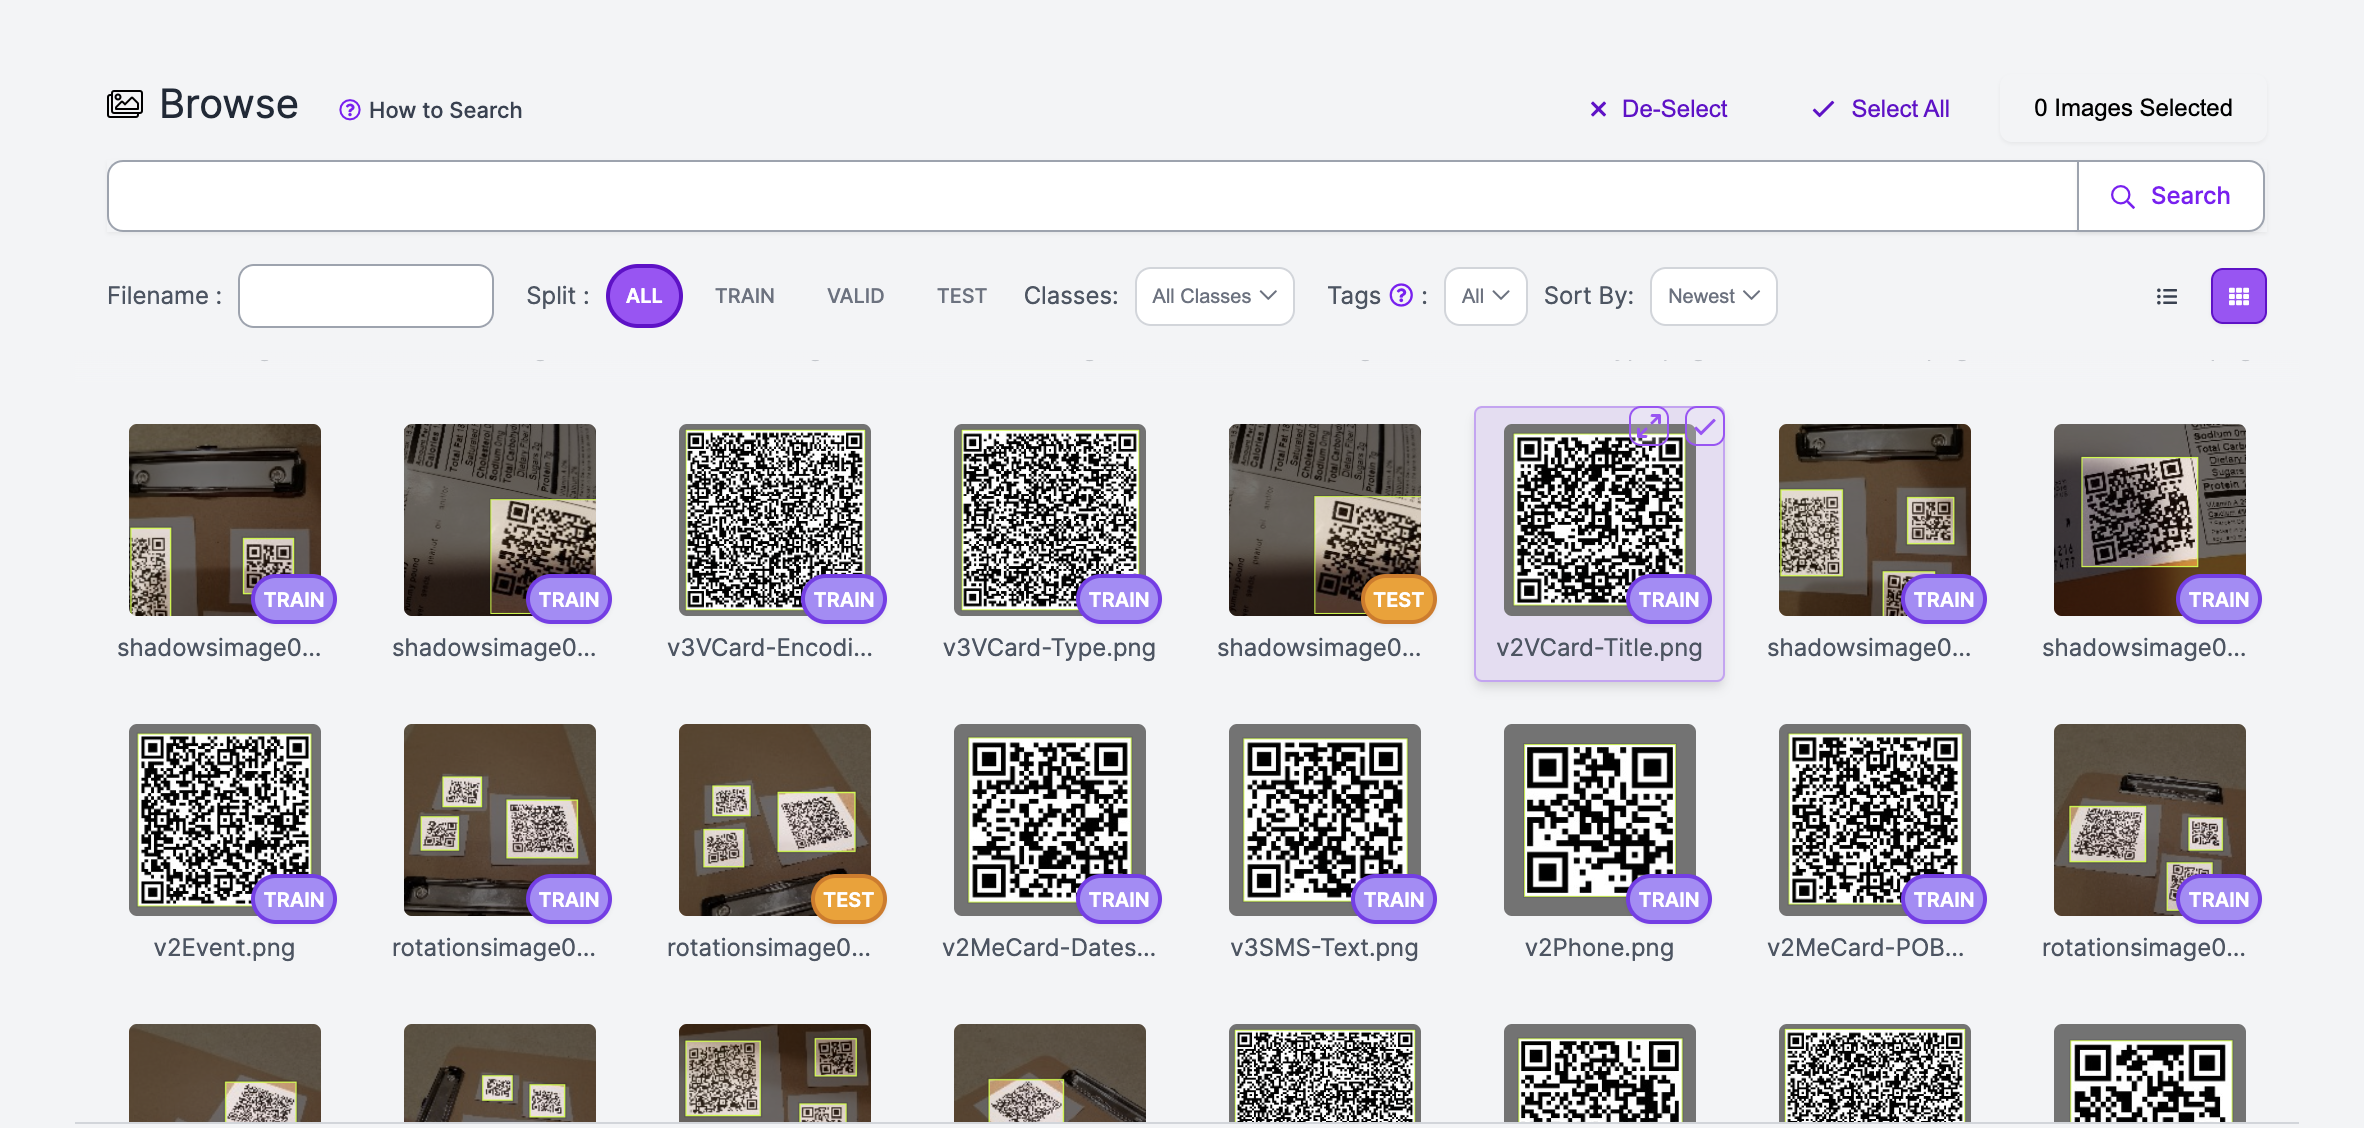 Browse
How to Search
De-Select
Select All
0 Images Selected
Search
Filename :
Split :
ALL
TRAIN
VALID
TEST
Classes:
All Classes
Tags
:
All
Sort By:
Newest
TRAIN
TRAIN
TRAIN
TRAIN
TEST
TRAIN
TRAIN
TRAIN
shadowsimage0...
shadowsimage0...
v3VCard-Encodi...
v3VCard-Type.png
shadowsimage0...
v2VCard-Title.png
shadowsimage0...
shadowsimage0...
TRAIN
TRAIN
TEST
TRAIN
TRAIN
TRAIN
TRAIN
TRAIN
v2Event.png
rotationsimage0...
rotationsimage0...
v2MeCard-Dates...
v3SMS-Text.png
v2Phone.png
v2MeCard-POB...
rotationsimage0...